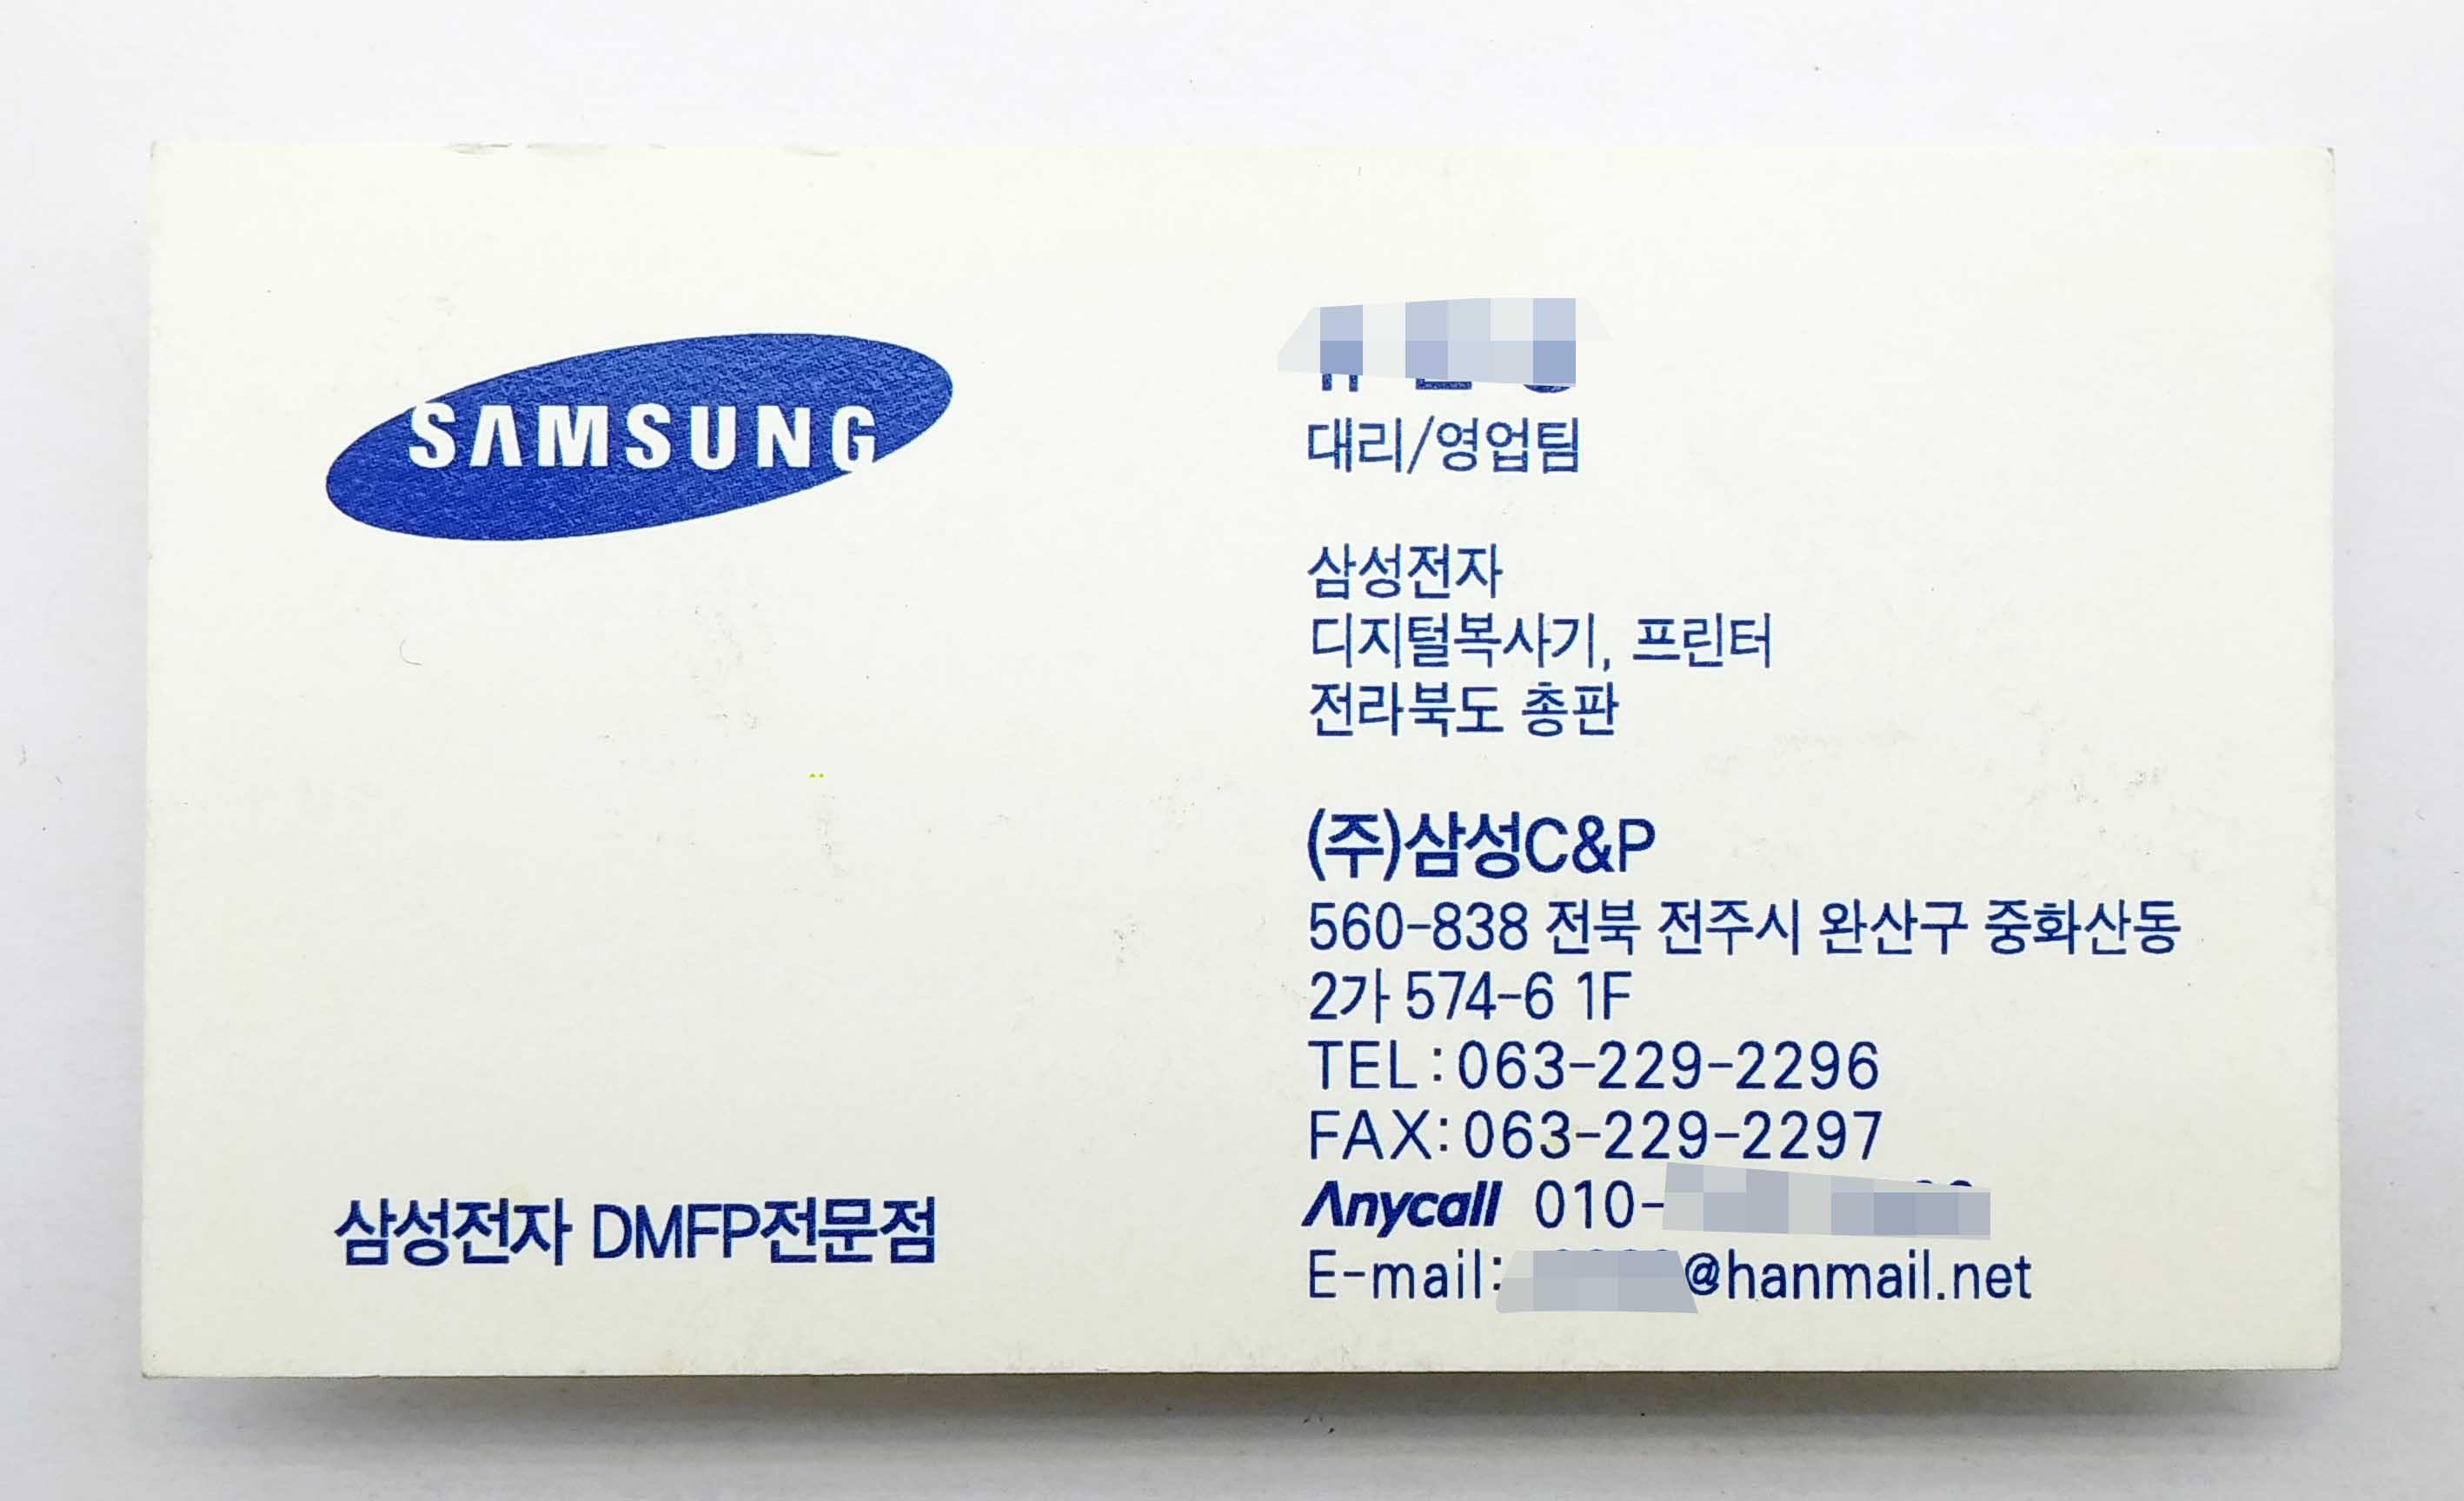 SAMSUNG
대리/영업팀
삼성전자
디지털복사기, 프린터
전라북도 총판
(주)삼성C&P
560-838 전북 전주시 완산구 중화산동
2가 574-6 1F
TEL:063-229-2296
FAX:063-229-2297
Anycall 010-
E-mail: @hanmail.net
삼성전자 DMFP전문점